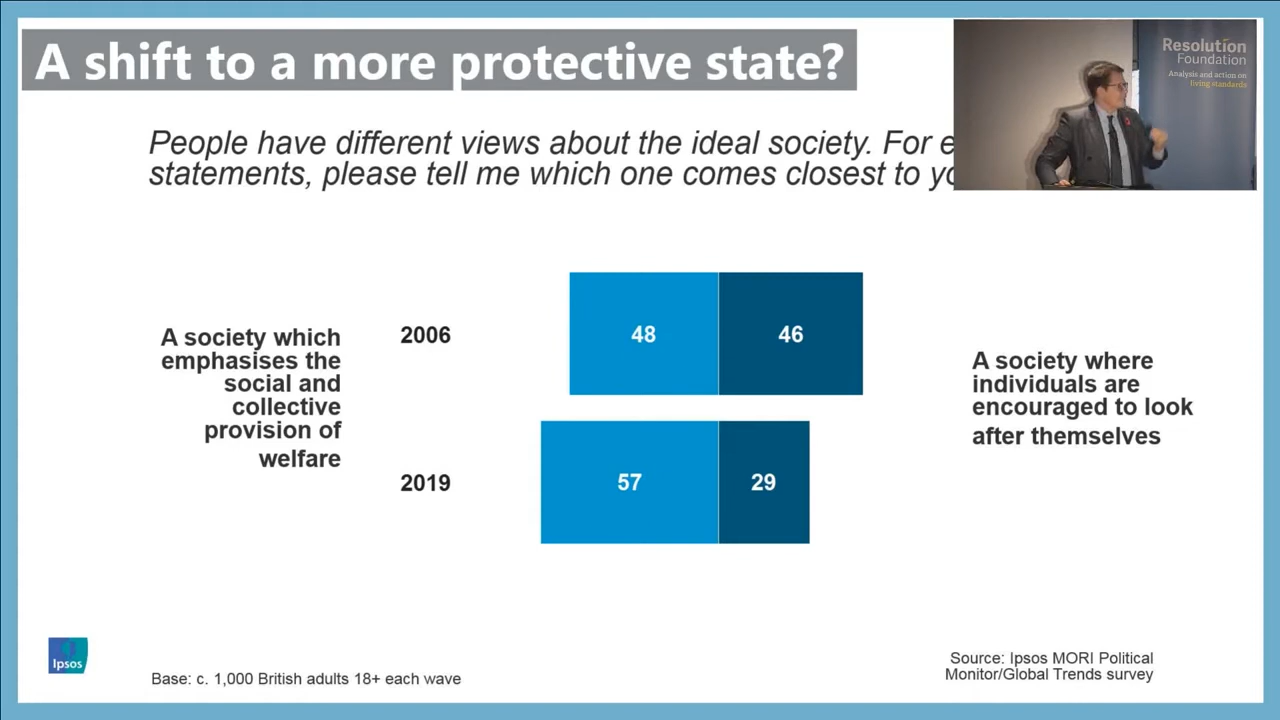 A shift to a more protective state?
Resolution
Foundation
Analysis and action on
living standards
People have different views about the ideal society. For e
statements, please tell me which one comes closest to yo
A society which
emphasises the
social and
collective
provision of
welfare
2006
48
46
2019
57
29
A society where
individuals are
encouraged to look
after themselves
Ipsos
Base: c. 1,000 British adults 18+ each wave
Source: Ipsos MORI Political
Monitor/Global Trends survey